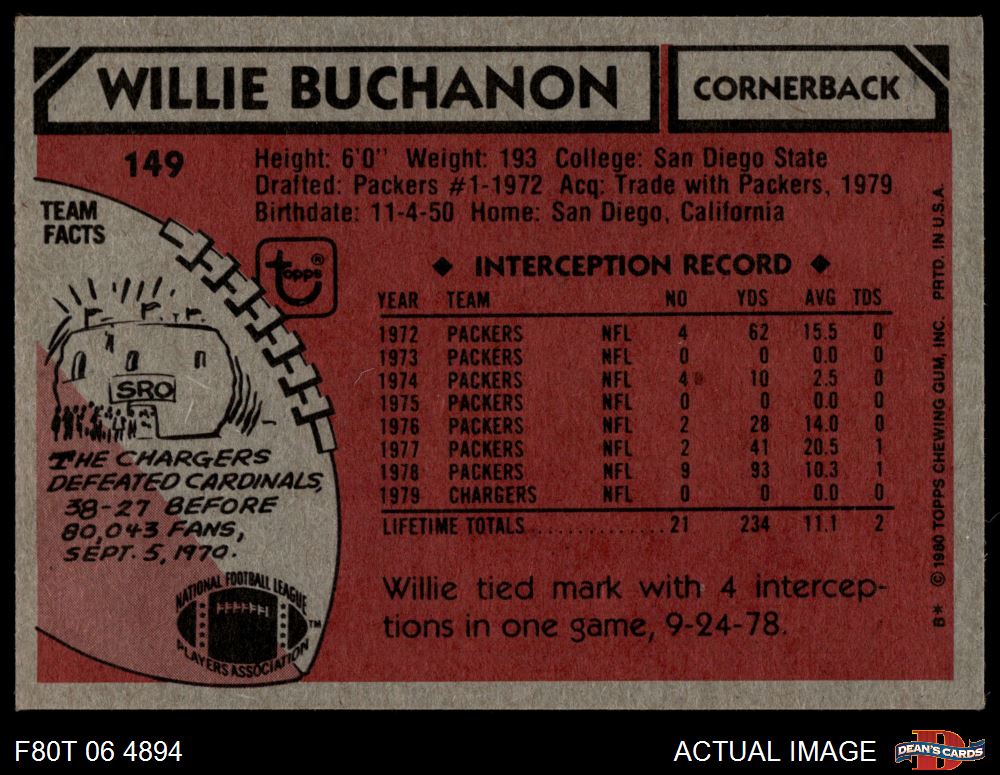 WILLIE BUCHANON
CORNERBACK
149
Height: 6'0" Weight: 193 College: San Diego State
Drafted: Packers #1-1972 Acq: Trade with Packers, 1979
Birthdate: 11-4-50 Home: San Diego, California
TEAM
FACTS
topps®
SRO
THE CHARGERS
DEFEATED CARDINALS,
38-27 BEFORE
80,043 FANS,
SEPT. 5, 1970.
NATIONAL FOOTBALL LEAGUE
PLAYERS ASSOCIATION
TM
◆ INTERCEPTION RECORD ◆
YEAR TEAM NO YDS AVG TDS
1972 PACKERS NFL 4 62 15.5 0
1973 PACKERS NFL 0 0 0.0 0
1974 PACKERS NFL 4 10 2.5 0
1975 PACKERS NFL 0 0 0.0 0
1976 PACKERS NFL 2 28 14.0 0
1977 PACKERS NFL 2 41 20.5 1
1978 PACKERS NFL 9 93 10.3 1
1979 CHARGERS NFL 0 0 0.0 0
LIFETIME TOTALS ............ 21 234 11.1 2
Willie tied mark with 4 intercep-
tions in one game, 9-24-78.
B* © 1980 TOPPS CHEWING GUM, INC. PRTD. IN U.S.A.
F80T 06 4894
ACTUAL IMAGE
D
DEAN'S CARDS